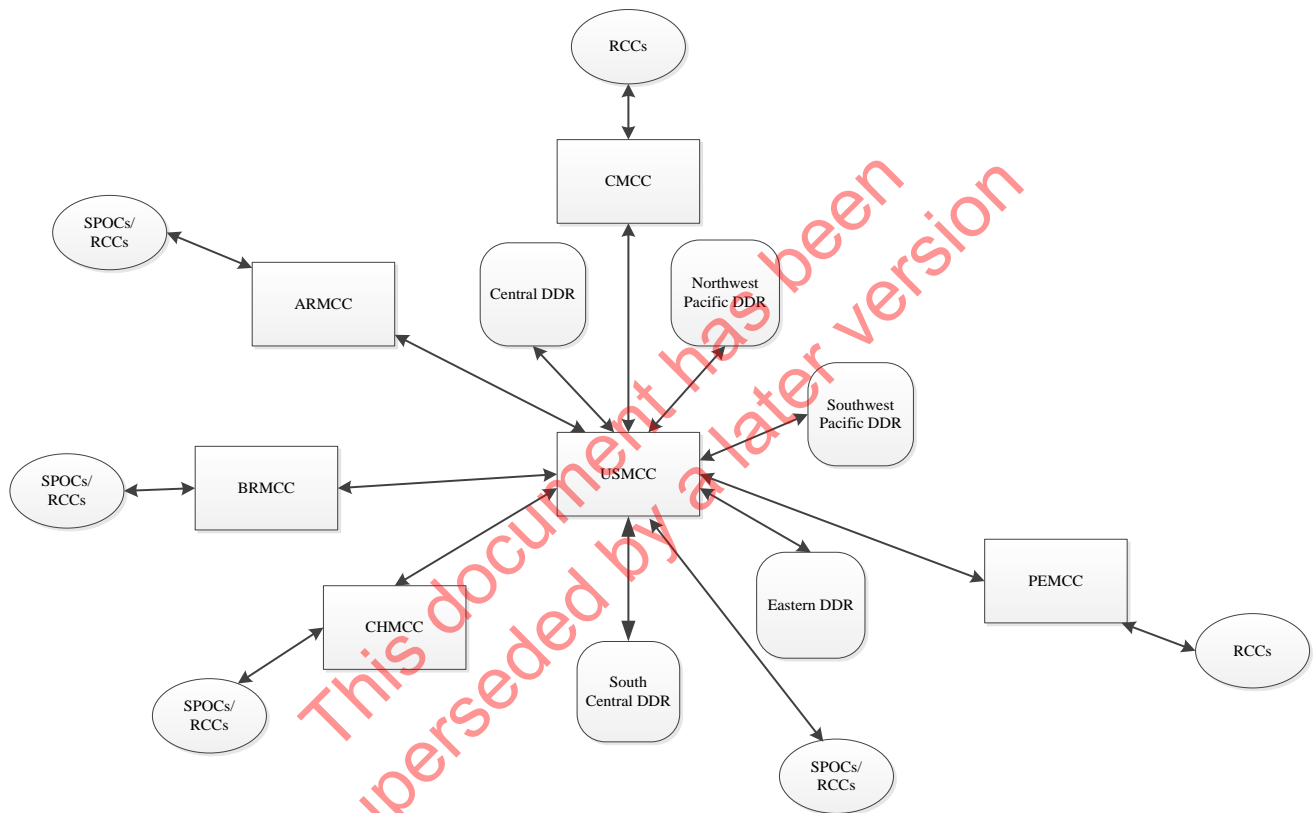 RCCs
CMCC
SPOCs/
RCCs
ARMCC
Central DDR
Northwest
Pacific DDR
Southwest
Pacific DDR
USMCC
SPOCs/
RCCs
BRMCC
CHMCC
SPOCs/
RCCs
South
Central DDR
Eastern DDR
PEMCC
RCCs
SPOCs/
RCCs
This document has been
superseded by a later version